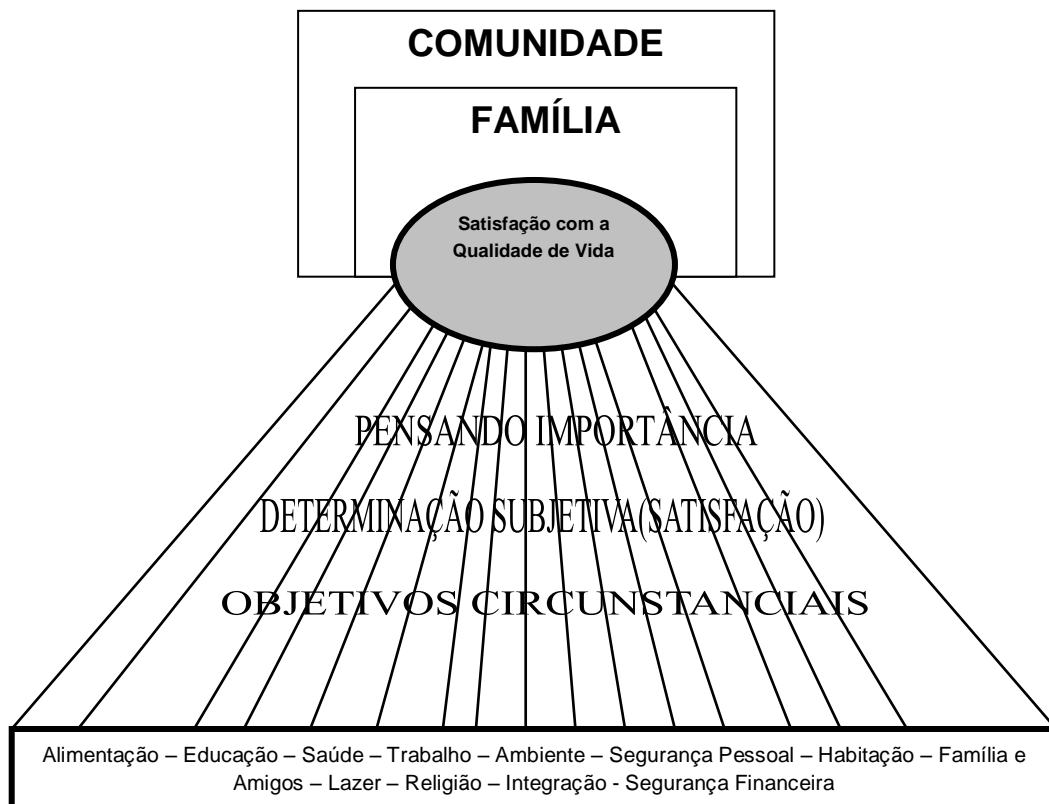 COMUNIDADE
FAMÍLIA
Satisfação com a
Qualidade de Vida
PENSANDO IMPORTÂNCIA
DETERMINAÇÃO SUBJETIVA(SATISFAÇÃO)
OBJETIVOS CIRCUNSTANCIAIS
Alimentação – Educação – Saúde – Trabalho – Ambiente – Segurança Pessoal – Habitação – Família e
Amigos – Lazer – Religião – Integração - Segurança Financeira